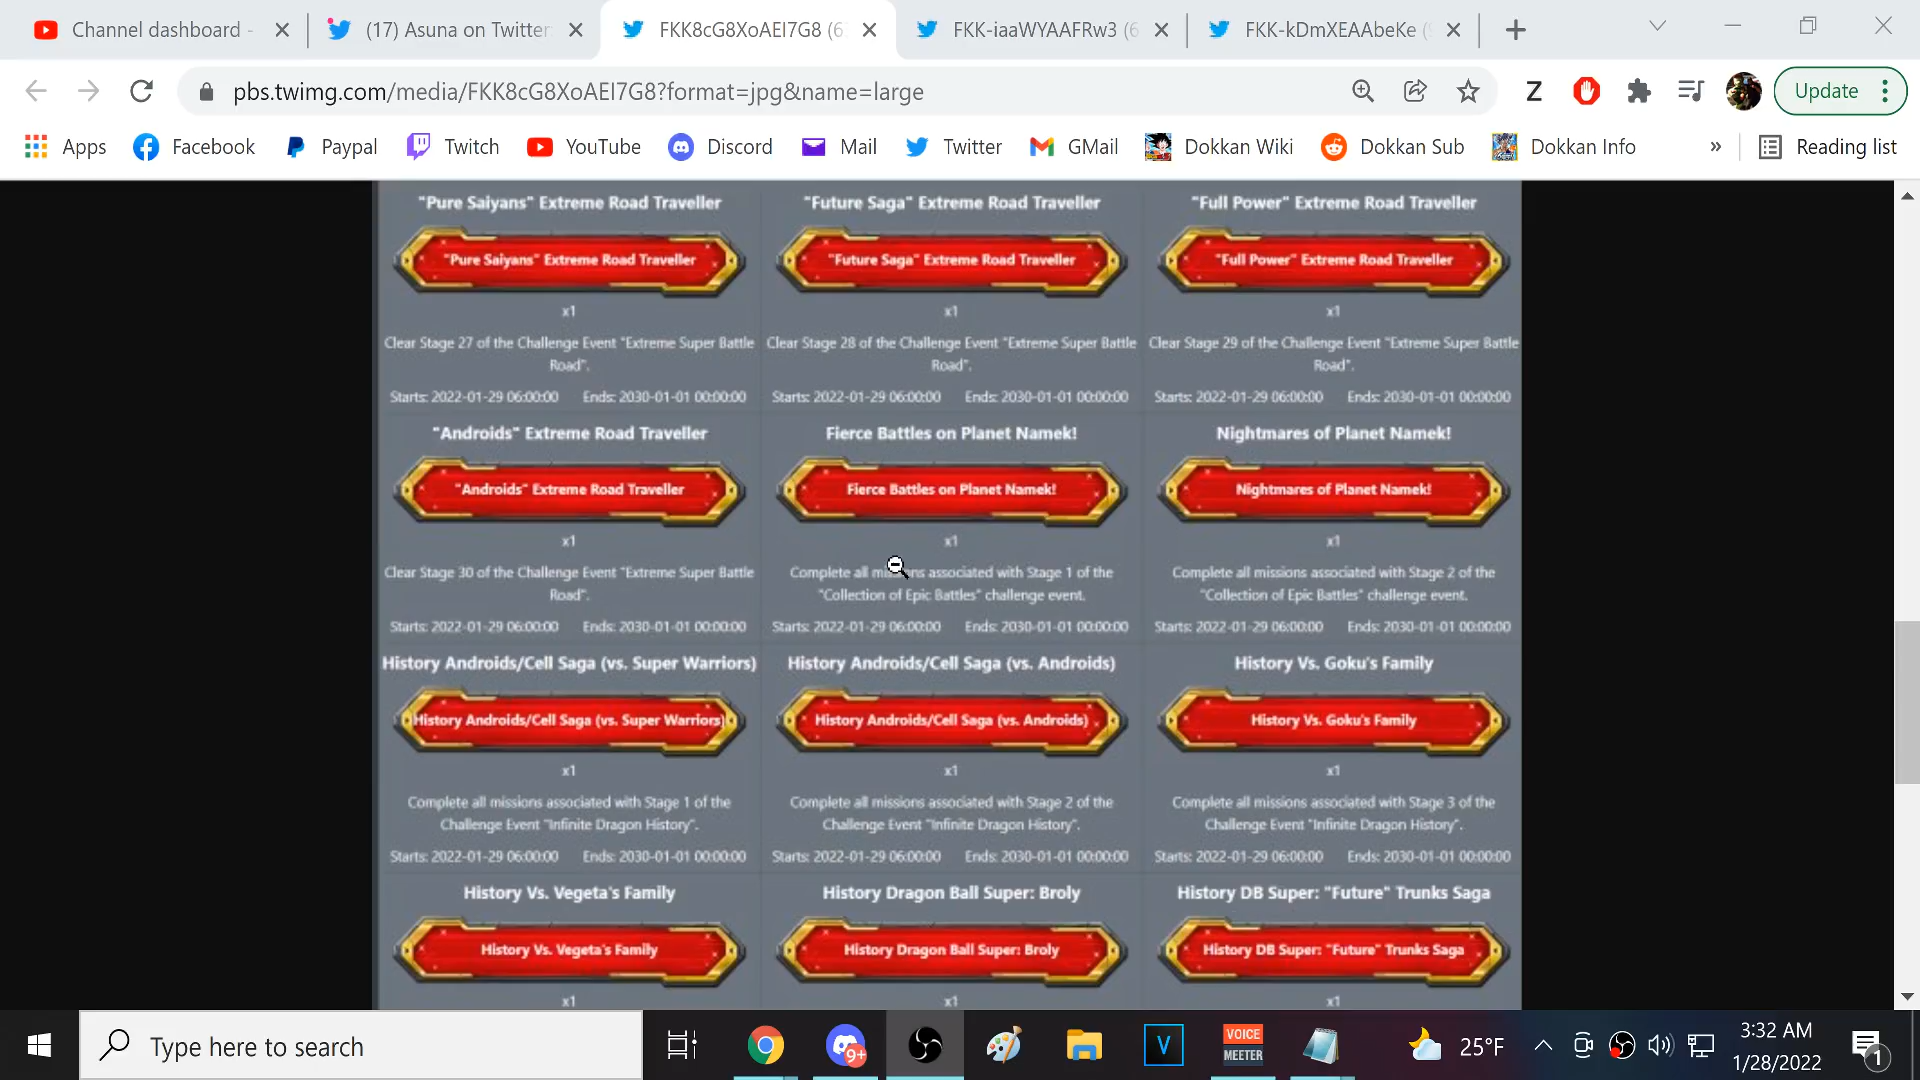 Channel dashboard -
(17) Asuna on Twitter
FKK8cG8XoAEI7G8 (6
FKK-iaaWYAAFRw3 (6
FKK-kDmXEAAbeKe (9
pbs.twimg.com/media/FKK8cG8XoAEI7G8?format=jpg&name=large
Z
Update
Apps
Facebook
Paypal
Twitch
YouTube
Discord
Mail
Twitter
GMail
Dokkan Wiki
Dokkan Sub
Dokkan Info
»
Reading list
"Pure Saiyans" Extreme Road Traveller
"Future Saga" Extreme Road Traveller
"Full Power" Extreme Road Traveller
"Pure Saiyans" Extreme Road Traveller
"Future Saga" Extreme Road Traveller
"Full Power" Extreme Road Traveller
x1
x1
x1
Clear Stage 27 of the Challenge Event "Extreme Super Battle
Road".
Clear Stage 28 of the Challenge Event "Extreme Super Battle
Road".
Clear Stage 29 of the Challenge Event "Extreme Super Battle
Road".
Starts: 2022-01-29 06:00:00 Ends: 2030-01-01 00:00:00
Starts: 2022-01-29 06:00:00 Ends: 2030-01-01 00:00:00
Starts: 2022-01-29 06:00:00 Ends: 2030-01-01 00:00:00
"Androids" Extreme Road Traveller
Fierce Battles on Planet Namek!
Nightmares of Planet Namek!
"Androids" Extreme Road Traveller
Fierce Battles on Planet Namek!
Nightmares of Planet Namek!
x1
x1
x1
Clear Stage 30 of the Challenge Event "Extreme Super Battle
Road".
Complete all missions associated with Stage 1 of the
"Collection of Epic Battles" challenge event.
Complete all missions associated with Stage 2 of the
"Collection of Epic Battles" challenge event.
Starts: 2022-01-29 06:00:00 Ends: 2030-01-01 00:00:00
Starts: 2022-01-29 06:00:00 Ends: 2030-01-01 00:00:00
Starts: 2022-01-29 06:00:00 Ends: 2030-01-01 00:00:00
History Androids/Cell Saga (vs. Super Warriors)
History Androids/Cell Saga (vs. Androids)
History Vs. Goku's Family
History Androids/Cell Saga (vs. Super Warriors)
History Androids/Cell Saga (vs. Androids)
History Vs. Goku's Family
x1
x1
x1
Complete all missions associated with Stage 1 of the
Challenge Event "Infinite Dragon History".
Complete all missions associated with Stage 2 of the
Challenge Event "Infinite Dragon History".
Complete all missions associated with Stage 3 of the
Challenge Event "Infinite Dragon History".
Starts: 2022-01-29 06:00:00 Ends: 2030-01-01 00:00:00
Starts: 2022-01-29 06:00:00 Ends: 2030-01-01 00:00:00
Starts: 2022-01-29 06:00:00 Ends: 2030-01-01 00:00:00
History Vs. Vegeta's Family
History Dragon Ball Super: Broly
History DB Super: "Future" Trunks Saga
History Vs. Vegeta's Family
History Dragon Ball Super: Broly
History DB Super: "Future" Trunks Saga
x1
x1
x1
Type here to search
9+
V
VOICE
MEETER
25°F
3:32 AM
1/28/2022
1